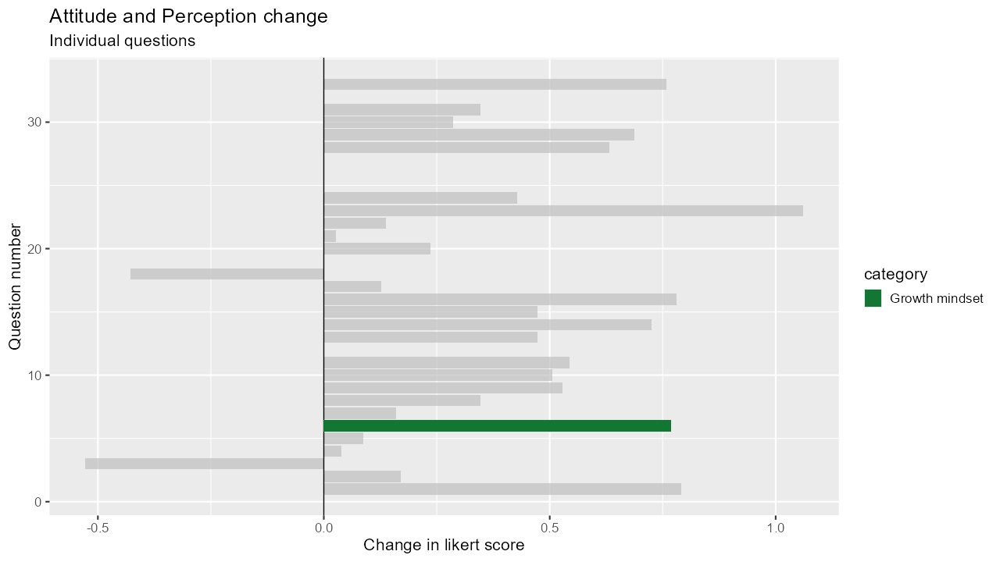 Attitude and Perception change
Individual questions
30
20
10
0
Question number
-0.5
0.0
0.5
1.0
Change in likert score
category
Growth mindset